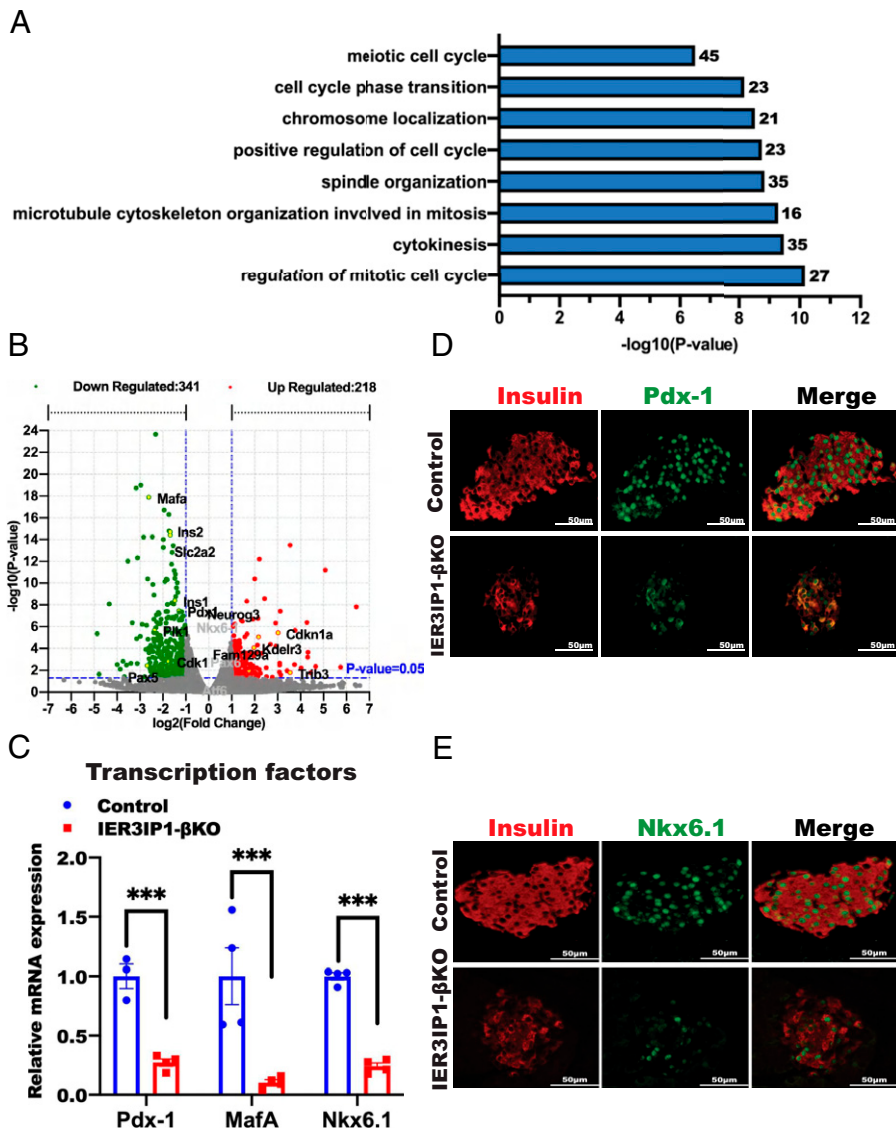 A
meiotic cell cycle
45
cell cycle phase transition
23
chromosome localization
21
positive regulation of cell cycle
23
spindle organization
35
microtubule cytoskeleton organization involved in mitosis
16
cytokinesis
35
regulation of mitotic cell cycle
27
0 2 4 6 8 10 12
-log10(P-value)
B
Down Regulated:341
Up Regulated:218
24
22
20
18
16
14
12
10
8
6
4
2
0
-log10(P-value)
Mafa
Ins2
Slc2a2
Ins1
Pdx1
Neurog3
Plk1
Cdkn1a
Fam129a
Kdelr3
Cdk1
Pax6
Pax5
Trib3
P-value=0.05
Atf6
-7 -6 -5 -4 -3 -2 -1 0 1 2 3 4 5 6 7
log2(Fold Change)
C
Transcription factors
Control
IER3IP1-βKO
Relative mRNA expression
2.0
1.5
1.0
0.5
0.0
***
***
***
Pdx-1 MafA Nkx6.1
D
Insulin Pdx-1 Merge
Control
50μm 50μm 50μm
IER3IP1-βKO
50μm 50μm 50μm
E
Insulin Nkx6.1 Merge
Control
50μm 50μm 50μm
IER3IP1-βKO
50μm 50μm 50μm